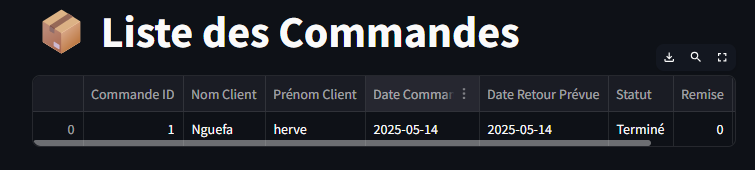 Liste des Commandes
Commande ID Nom Client Prénom Client Date Comman Date Retour Prévue Statut Remise
0 1 Nguefa herve 2025-05-14 2025-05-14 Terminé 0